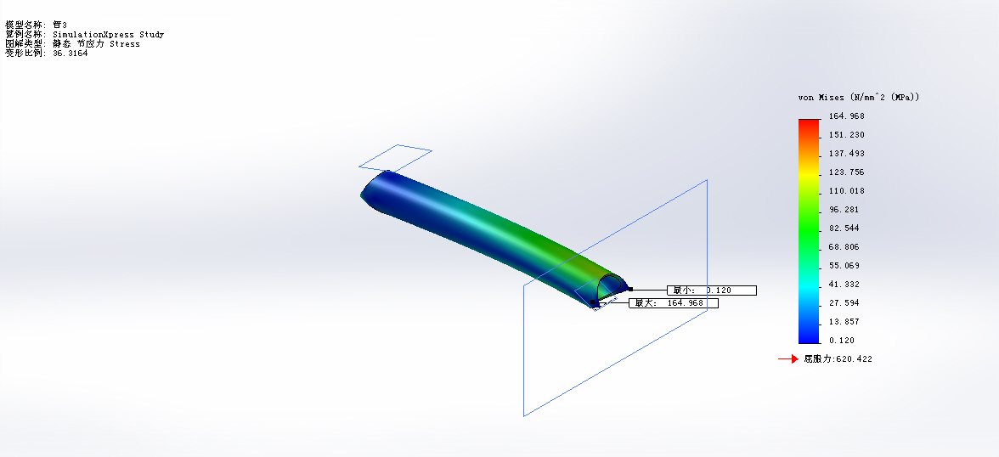 模型名称: 管3
算例名称: SimulationXpress Study
图解类型: 静态 节应力 Stress
变形比例: 36.3164
von Mises (N/mm^2 (MPa))
164.968
151.230
137.493
123.756
110.018
96.281
82.544
68.806
55.069
41.332
27.594
13.857
0.120
屈服力:620.422
最小: 0.120
最大: 164.968